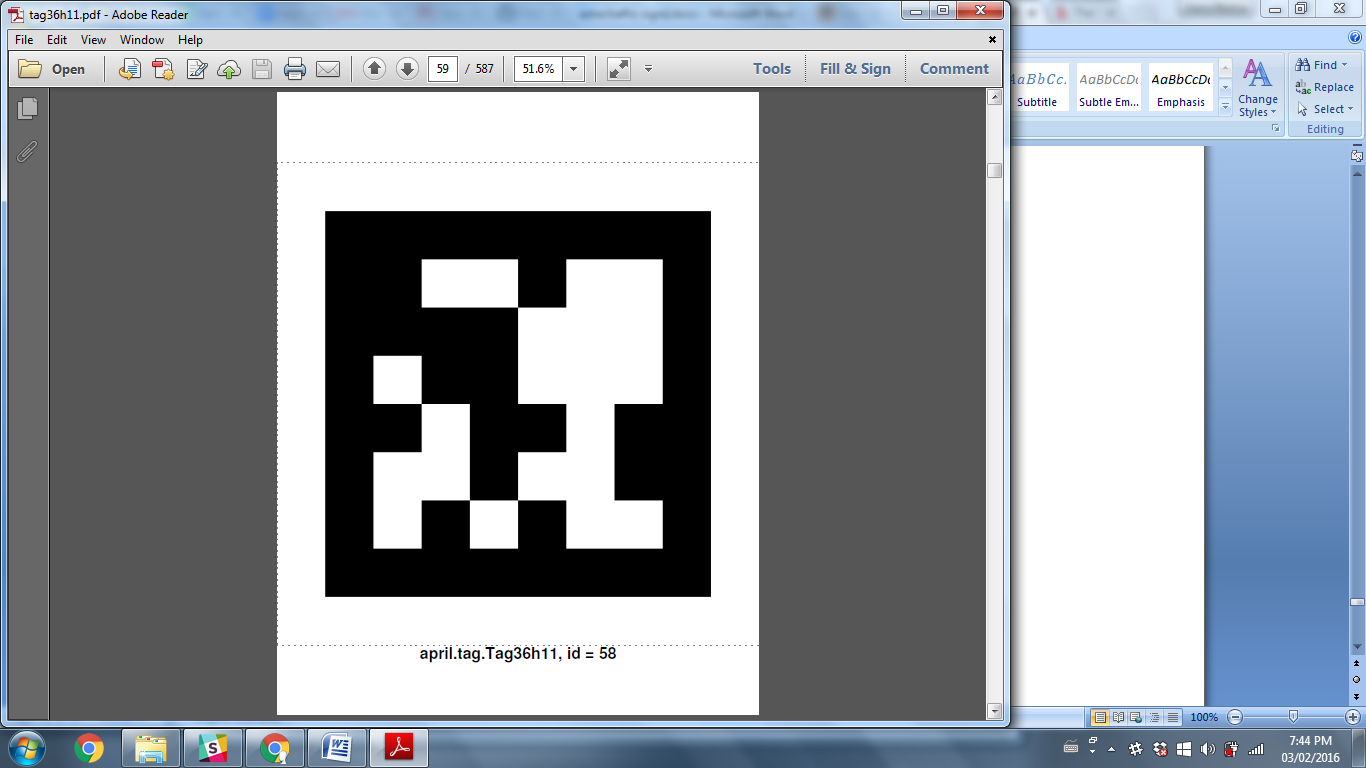 tag36h11.pdf - Adobe Reader
File Edit View Window Help
Open 59 / 587 51.6% Tools Fill & Sign Comment
AaBbCc. AaBbCcDc AaBbCcDc
Subtitle Subtle Em... Emphasis
Change Styles
Find
Replace
Select
Editing
april.tag.Tag36h11, id = 58
100%
7:44 PM
03/02/2016